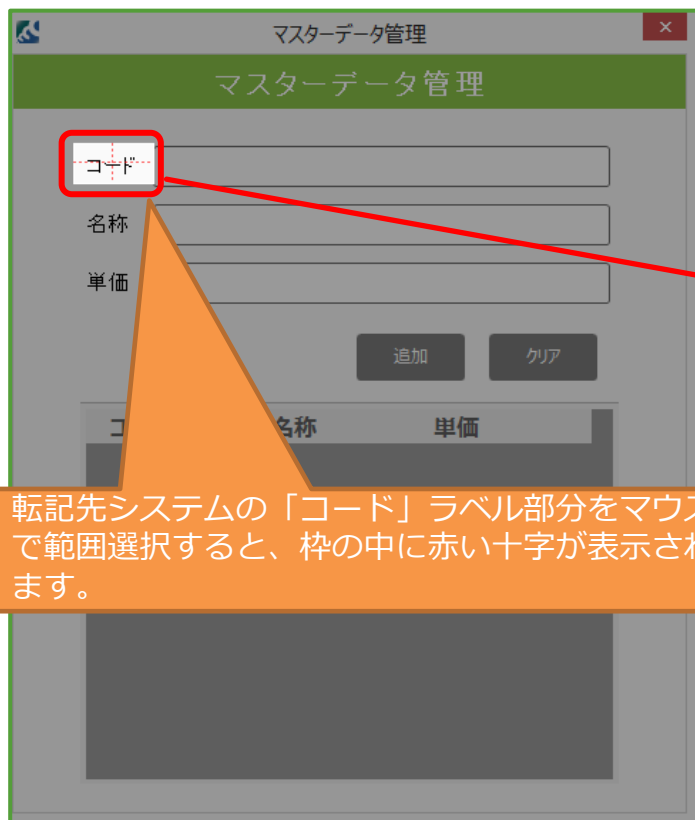 マスターデータ管理
マスターデータ管理
コード
名称
単価
追加 クリア
名称 単価
転記先システムの「コード」ラベル部分をマウス
で範囲選択すると、枠の中に赤い十字が表示され
ます。